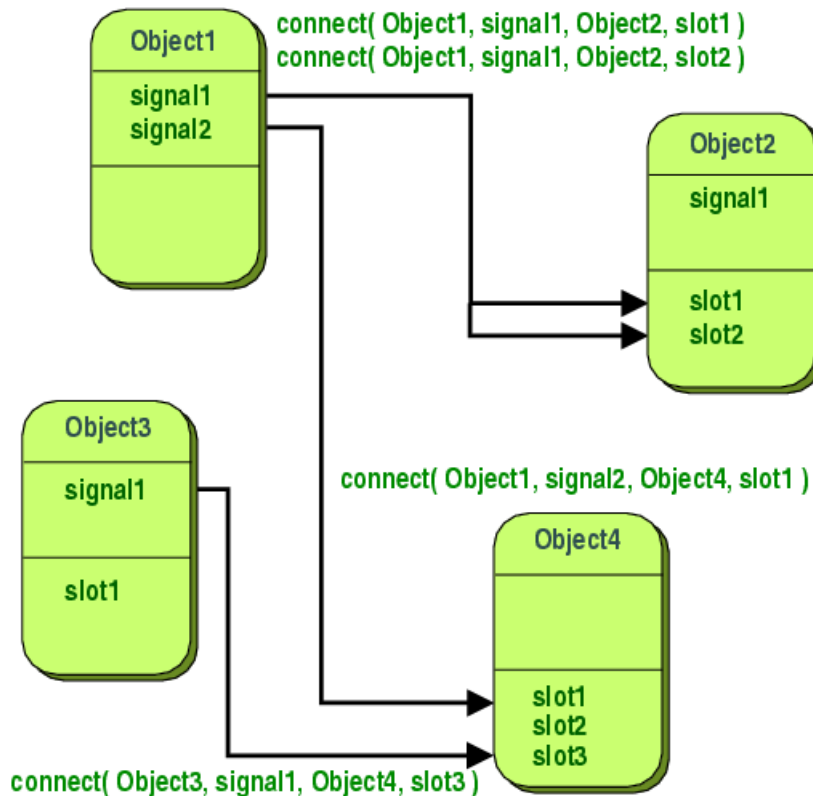 Object1
signal1
signal2
connect( Object1, signal1, Object2, slot1 )
connect( Object1, signal1, Object2, slot2 )
Object2
signal1
slot1
slot2
Object3
signal1
slot1
connect( Object1, signal2, Object4, slot1 )
Object4
slot1
slot2
slot3
connect( Object3, signal1, Object4, slot3 )